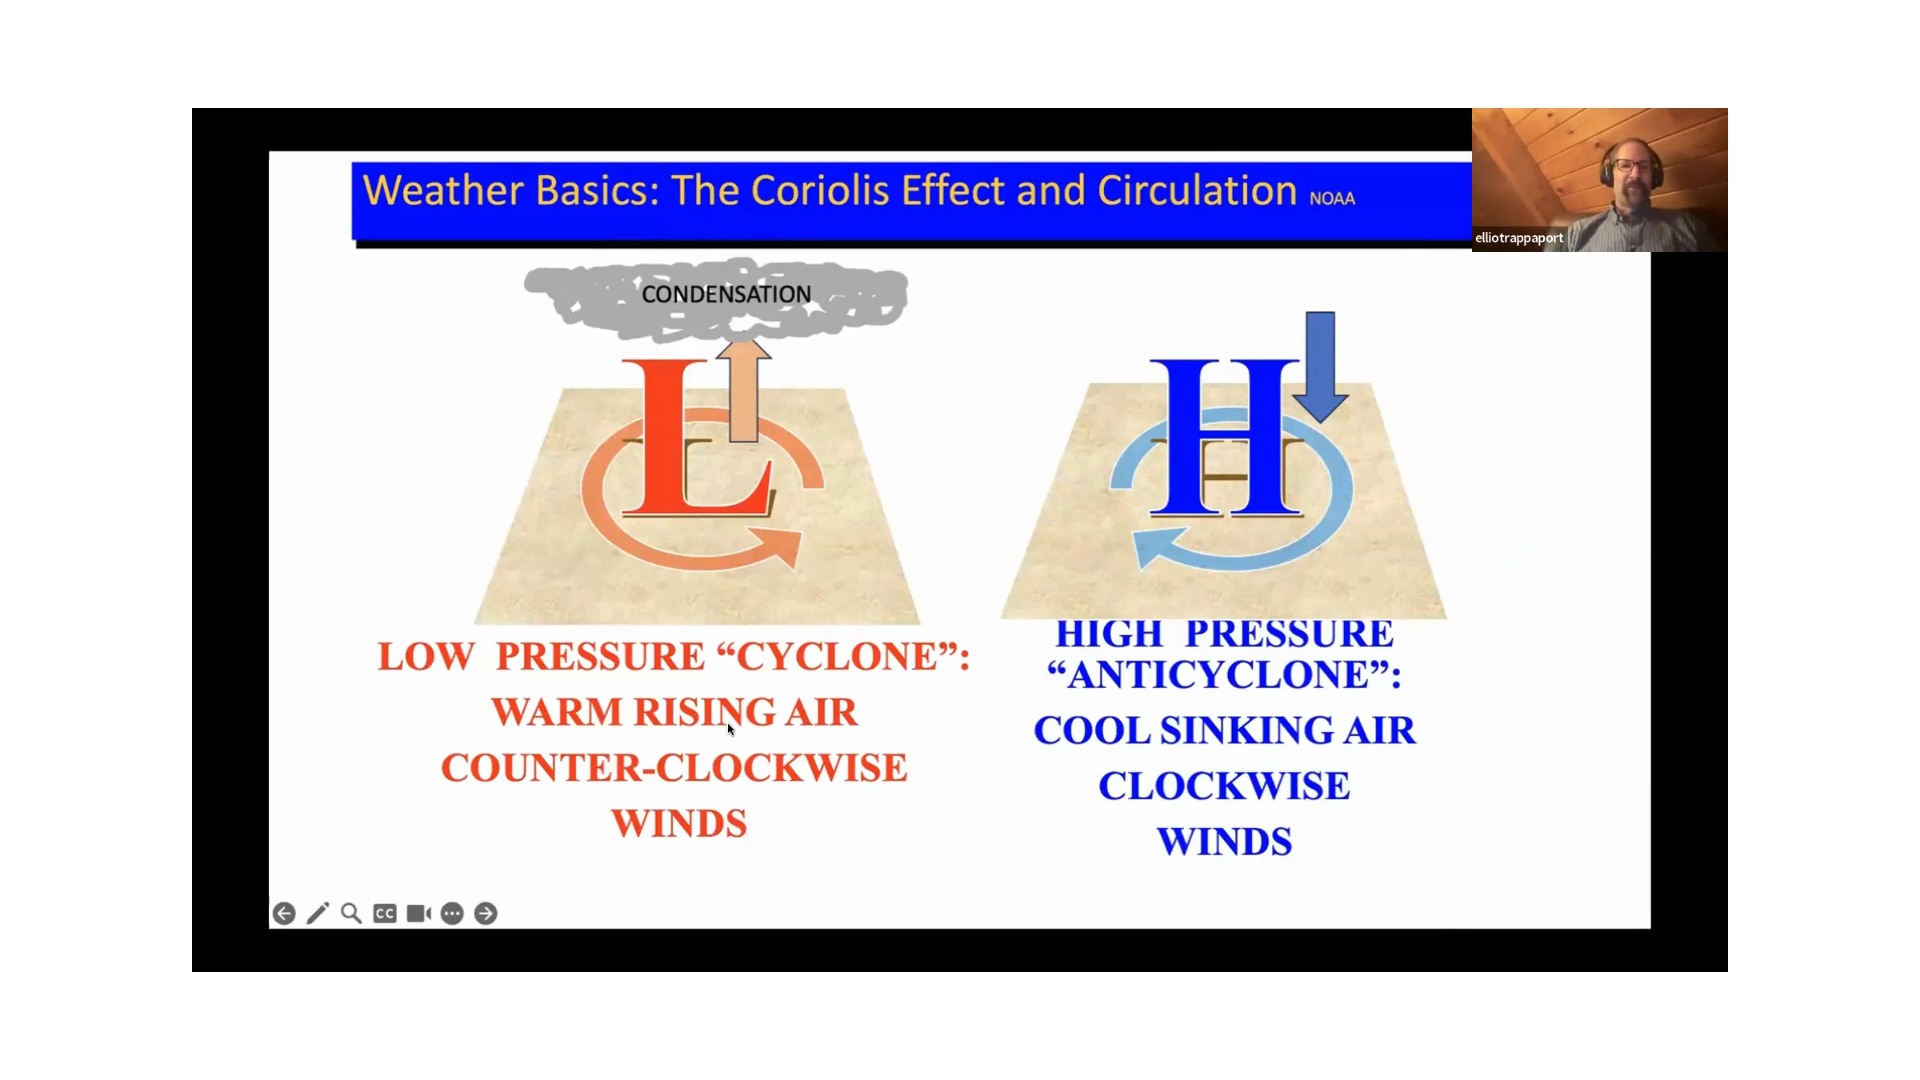 Weather Basics: The Coriolis Effect and Circulation NOAA
elliotrappaport
CONDENSATION
L
H
LOW PRESSURE “CYCLONE”:
WARM RISING AIR
COUNTER-CLOCKWISE
WINDS
HIGH PRESSURE
“ANTICYCLONE”:
COOL SINKING AIR
CLOCKWISE
WINDS
CC